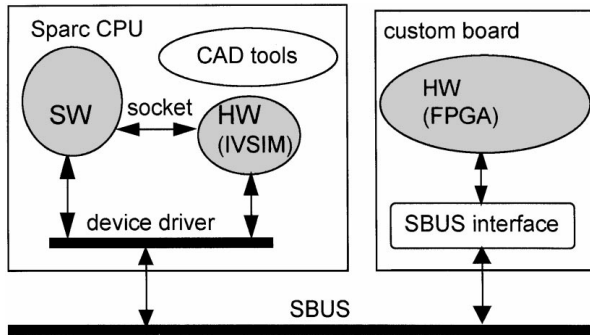 Sparc CPU
CAD tools
SW
socket
HW
(IVSIM)
device driver
custom board
HW
(FPGA)
SBUS interface
SBUS